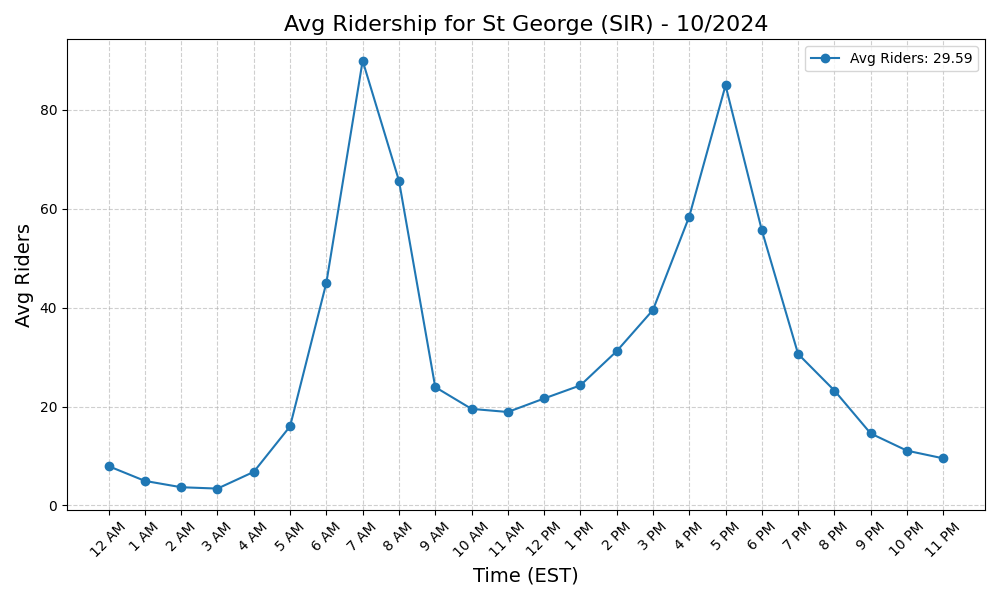 Avg Ridership for St George (SIR) - 10/2024
Avg Riders: 29.59
Avg Riders
80
60
40
20
0
12 AM
1 AM
2 AM
3 AM
4 AM
5 AM
6 AM
7 AM
8 AM
9 AM
10 AM
11 AM
12 PM
1 PM
2 PM
3 PM
4 PM
5 PM
6 PM
7 PM
8 PM
9 PM
10 PM
11 PM
Time (EST)